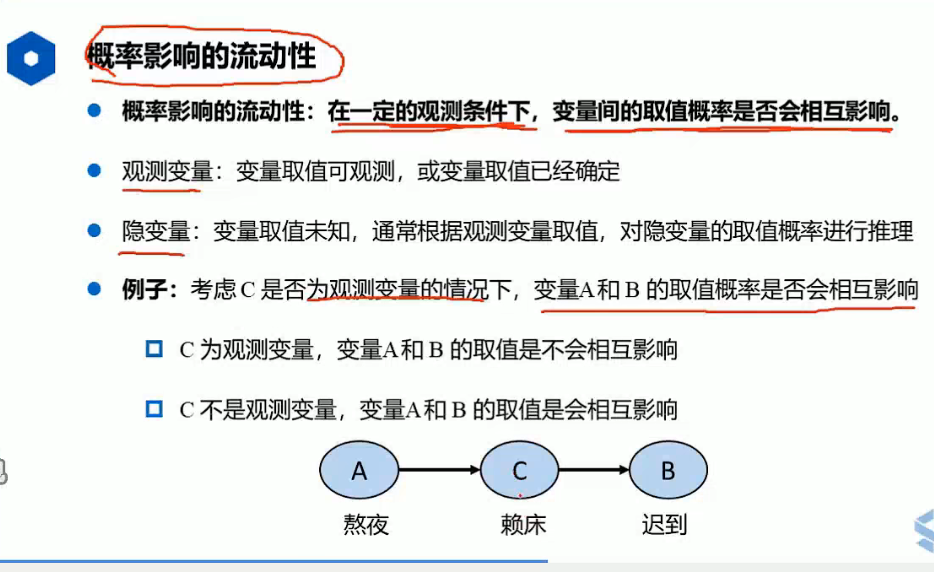 概率影响的流动性
概率影响的流动性：在一定的观测条件下，变量间的取值概率是否会相互影响。
观测变量：变量取值可观测，或变量取值已经确定
隐变量：变量取值未知，通常根据观测变量取值，对隐变量的取值概率进行推理
例子：考虑 C 是否为观测变量的情况下，变量A和 B 的取值概率是否会相互影响
C 为观测变量，变量A和 B 的取值是不会相互影响
C 不是观测变量，变量A和 B 的取值是会相互影响
A C B
熬夜 赖床 迟到